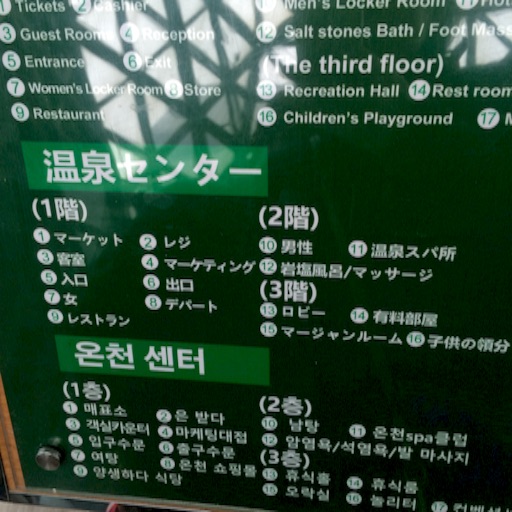 ① Tickets ② Cashier
③ Guest Rooms ④ Reception
⑤ Entrance ⑥ Exit
⑦ Women's Locker Room ⑧ Store
⑨ Restaurant
Men's Locker Room ⑪
⑫ Salt stones Bath / Foot
(The third floor)
⑬ Recreation Hall ⑭ Rest room
⑯ Children's Playground ⑰
温泉センター
(1階)
① マーケット ② レジ
③ 客室 ④ マーケティング
⑤ 入口 ⑥ 出口
⑦ 女 ⑧ デパート
⑨ レストラン
(2階)
⑩ 男性 ⑪ 温泉スパ所
⑫ 岩塩風呂/マッサージ
(3階)
⑬ ロビー ⑭ 有料部屋
⑮ マージャンルーム ⑯ 子供の領分
온천 센터
(1층)
① 매표소 ② 은 받다
③ 객실카운터 ④ 마케팅대접
⑤ 입구수문 ⑥ 출구수문
⑦ 여탕 ⑧ 온천 쇼핑몰
⑨ 양생하다 식당
(2층)
⑩ 남탕 ⑪ 온천spa클럽
⑫ 암염욕/석염욕/발 마사지
(3층)
⑬ 휴식홀 ⑭ 휴식룸
⑮ 오락실 ⑯ 놀리터 ⑰